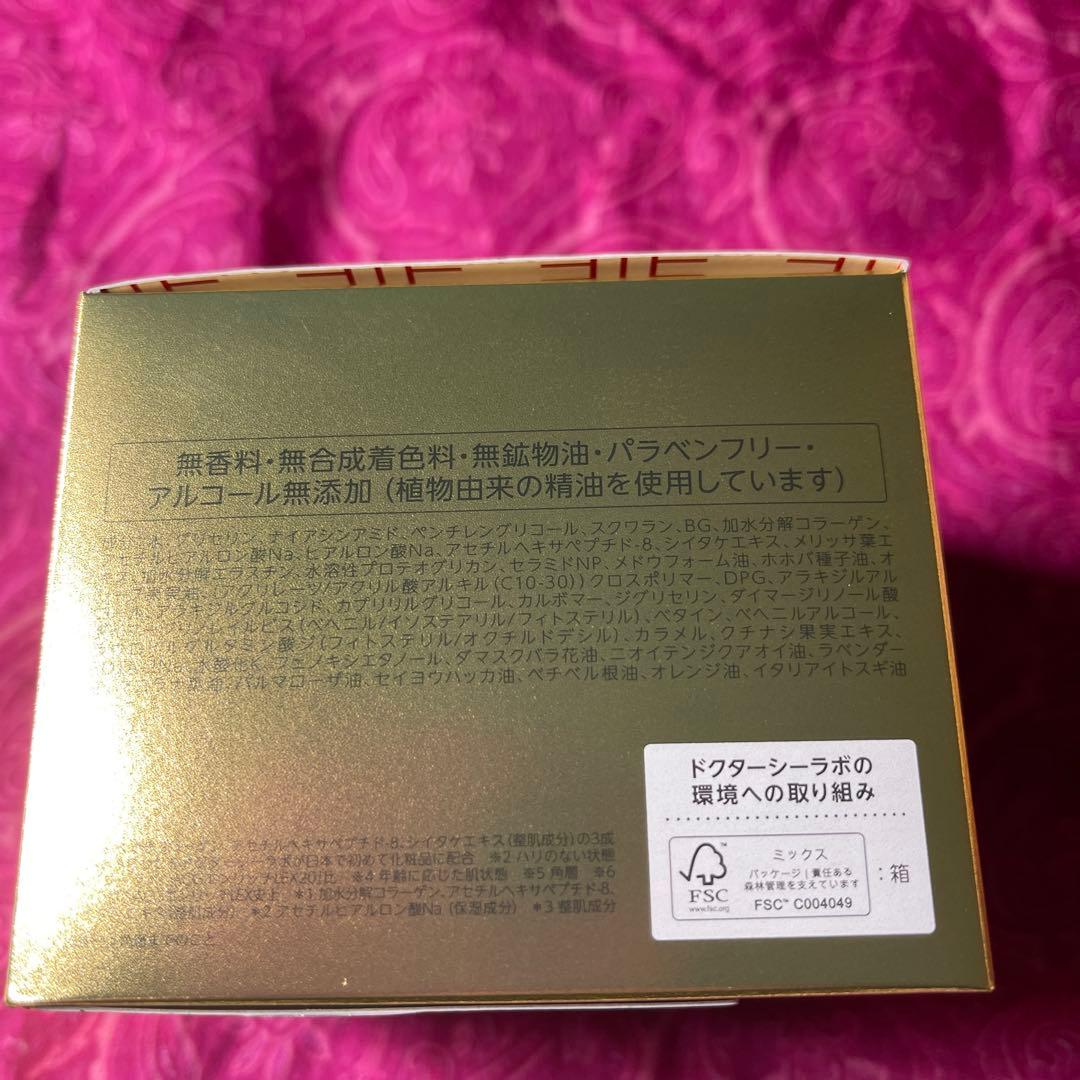 無香料・無合成着色料・無鉱物油・パラベンフリー・
アルコール無添加(植物由来の精油を使用しています)
グリセリン、ナイアシンアミド、ペンチレングリコール、スクワラン、BG、加水分解コラーゲン、
ヒアルロン酸Na、ヒアルロン酸Na、アセチルヘキサペプチド-8、シイタケエキス、メリッサ葉エ
加水分解エラスチン、水溶性プロテオグリカン、セラミドNP、メドウフォーム油、ホホバ種子油、オ
(アクリレーツ/アクリル酸アルキル(C10-30))クロスポリマー、DPG、アラキジルアル
アラキジルグルコシド、カプリリルグリコール、カルボマー、ジグリセリン、ダイマージリノール酸
ビス(ベヘニル/イソステアリル/フィトステリル)、ベタイン、ベヘニルアルコール、
グルタミン酸ジ(フィトステリル/オクチルドデシル)、カラメル、クチナシ果実エキス、
水酸化K、フェノキシエタノール、ダマスクバラ花油、ニオイテンジクアオイ油、ラベンダー
パルマローザ油、セイヨウハッカ油、ベチベル根油、オレンジ油、イタリアイトスギ油
ヘキサペプチド-8、シイタケエキス(整肌成分)の3成
ラボが日本で初めて化粧品に配合 ※2 ハリのない状態
※4 年齢に応じた肌状態 ※5 角層 ※6
EX史上 *1 加水分解コラーゲン、アセチルヘキサペプチド-8、
アセチルヒアルロン酸Na(保湿成分) *3 整肌成分
角層までのこと
ドクターシーラボの
環境への取り組み
FSC
www.fsc.org
ミックス
パッケージ|責任ある
森林管理を支えています
FSC™ C004049
:箱